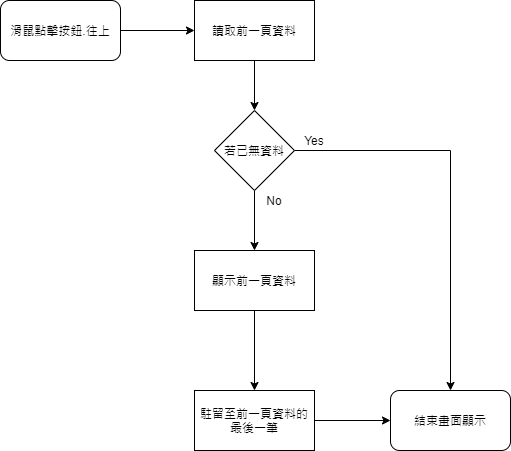 滑鼠點擊按鈕.往上
讀取前一頁資料
若已無資料
Yes
No
顯示前一頁資料
駐留至前一頁資料的
最後一筆
結束畫面顯示